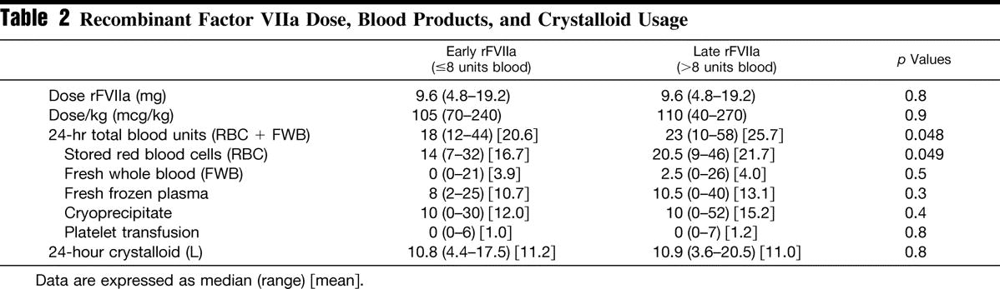 Table 2 Recombinant Factor VIIa Dose, Blood Products, and Crystalloid Usage
Early rFVIIa (≤8 units blood) Late rFVIIa (>8 units blood) p Values
Dose rFVIIa (mg) 9.6 (4.8–19.2) 9.6 (4.8–19.2) 0.8
Dose/kg (mcg/kg) 105 (70–240) 110 (40–270) 0.9
24-hr total blood units (RBC + FWB) 18 (12–44) [20.6] 23 (10–58) [25.7] 0.048
Stored red blood cells (RBC) 14 (7–32) [16.7] 20.5 (9–46) [21.7] 0.049
Fresh whole blood (FWB) 0 (0–21) [3.9] 2.5 (0–26) [4.0] 0.5
Fresh frozen plasma 8 (2–25) [10.7] 10.5 (0–40) [13.1] 0.3
Cryoprecipitate 10 (0–30) [12.0] 10 (0–52) [15.2] 0.4
Platelet transfusion 0 (0–6) [1.0] 0 (0–7) [1.2] 0.8
24-hour crystalloid (L) 10.8 (4.4–17.5) [11.2] 10.9 (3.6–20.5) [11.0] 0.8
Data are expressed as median (range) [mean].